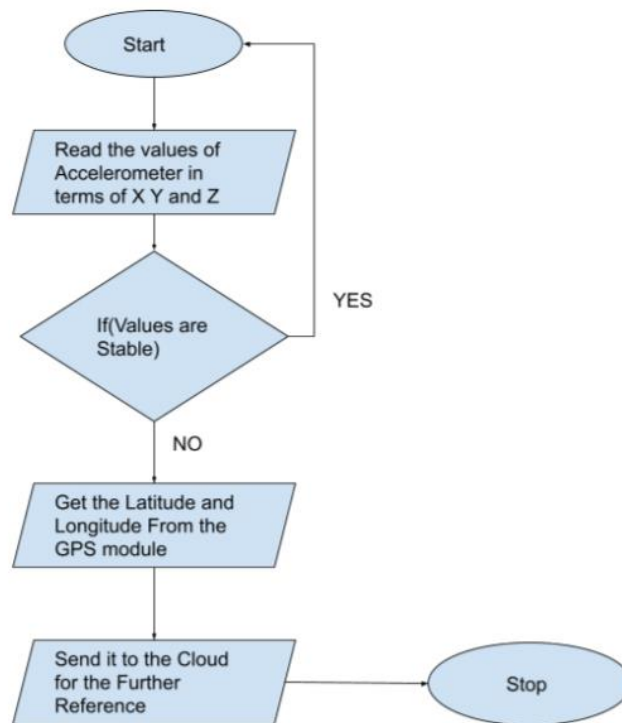 Start
Read the values of
Accelerometer in
terms of X Y and Z
If(Values are
Stable)
YES
NO
Get the Latitude and
Longitude From the
GPS module
Send it to the Cloud
for the Further
Reference
Stop